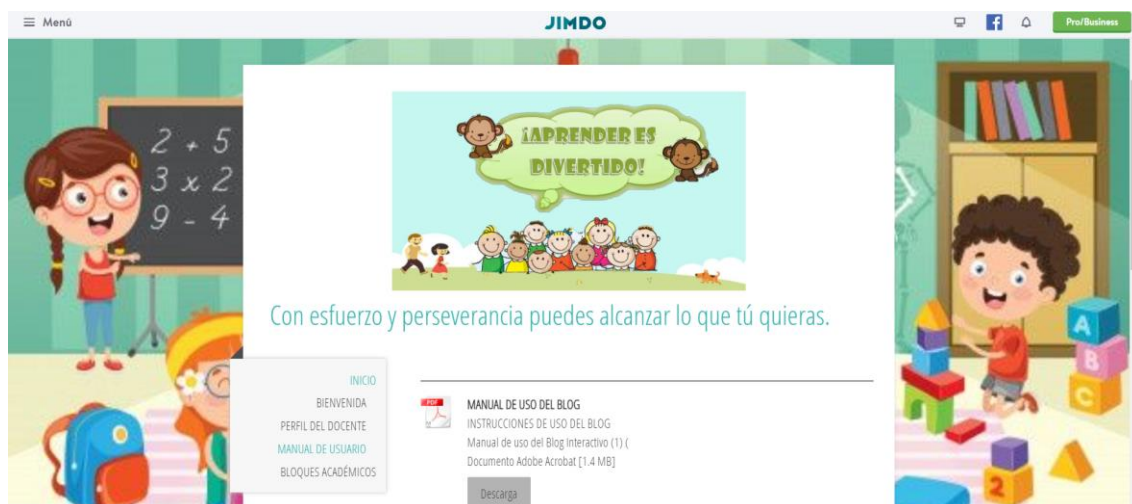 Menú
JIMDO
Pro/Business
2 + 5
3 x 2
9 - 4
¡APRENDER ES
DIVERTIDO!
Con esfuerzo y perseverancia puedes alcanzar lo que tú quieras.
INICIO
BIENVENIDA
PERFIL DEL DOCENTE
MANUAL DE USUARIO
BLOQUES ACADÉMICOS
PDF
MANUAL DE USO DEL BLOG
INSTRUCCIONES DE USO DEL BLOG
Manual de uso del Blog Interactivo (1) (
Documento Adobe Acrobat [1.4 MB]
Descarga
A
B
C
2